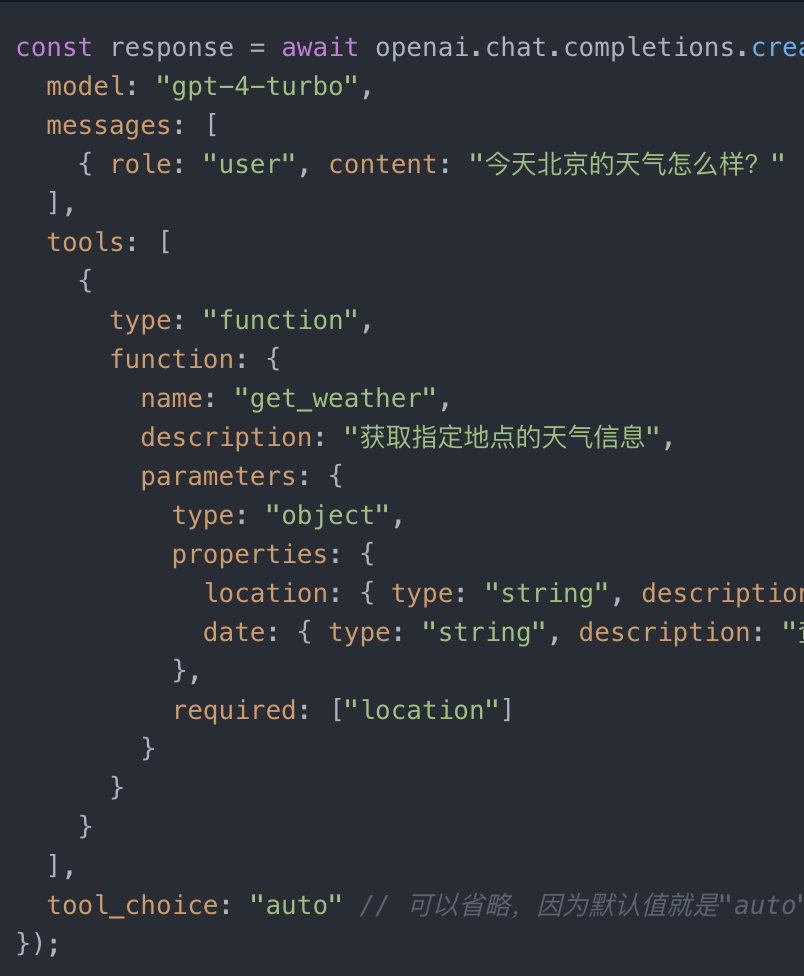 const response = await openai.chat.completions.crea
  model: "gpt-4-turbo",
  messages: [
    { role: "user", content: "今天北京的天气怎么样？"
  ],
  tools: [
    {
      type: "function",
      function: {
        name: "get_weather",
        description: "获取指定地点的天气信息",
        parameters: {
          type: "object",
          properties: {
            location: { type: "string", description
            date: { type: "string", description: "
          },
          required: ["location"]
        }
      }
    }
  ],
  tool_choice: "auto" // 可以省略，因为默认值就是"auto"
});